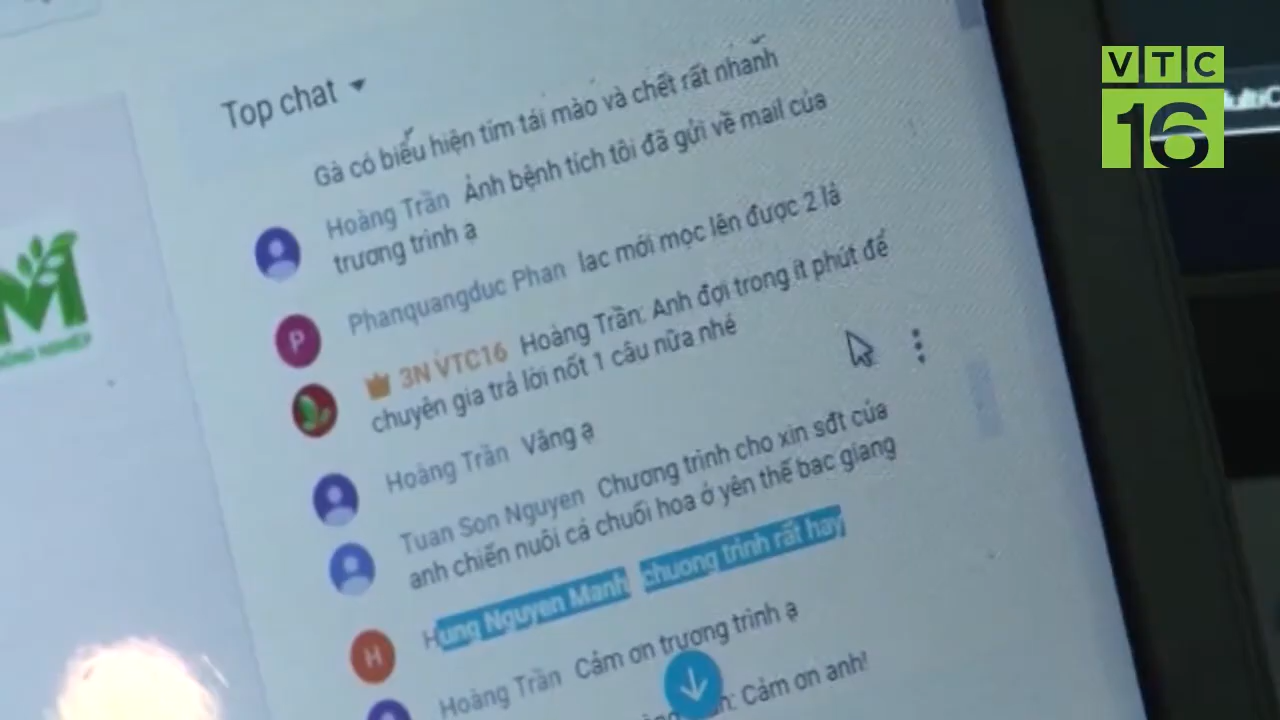 VTC
16
Top chat
Gà có biểu hiện tím tái mào và chết rất nhanh
Hoàng Trần Ảnh bệnh tích tôi đã gửi về mail của
trương trình ạ
Phanquangduc Phan lac mới mọc lên được 2 lá
P
3N VTC16 Hoàng Trần: Anh đợi trong ít phút để
chuyên gia trả lời nốt 1 câu nữa nhé
Hoàng Trần Vâng ạ
Tuan Son Nguyen Chương trình cho xin sđt của
anh chiến nuôi cá chuối hoa ở yên thế bac giang
H
Hung Nguyen Manh chuong trình rất hay
Hoàng Trần Cảm ơn trương trình ạ
Cảm ơn anh!
M